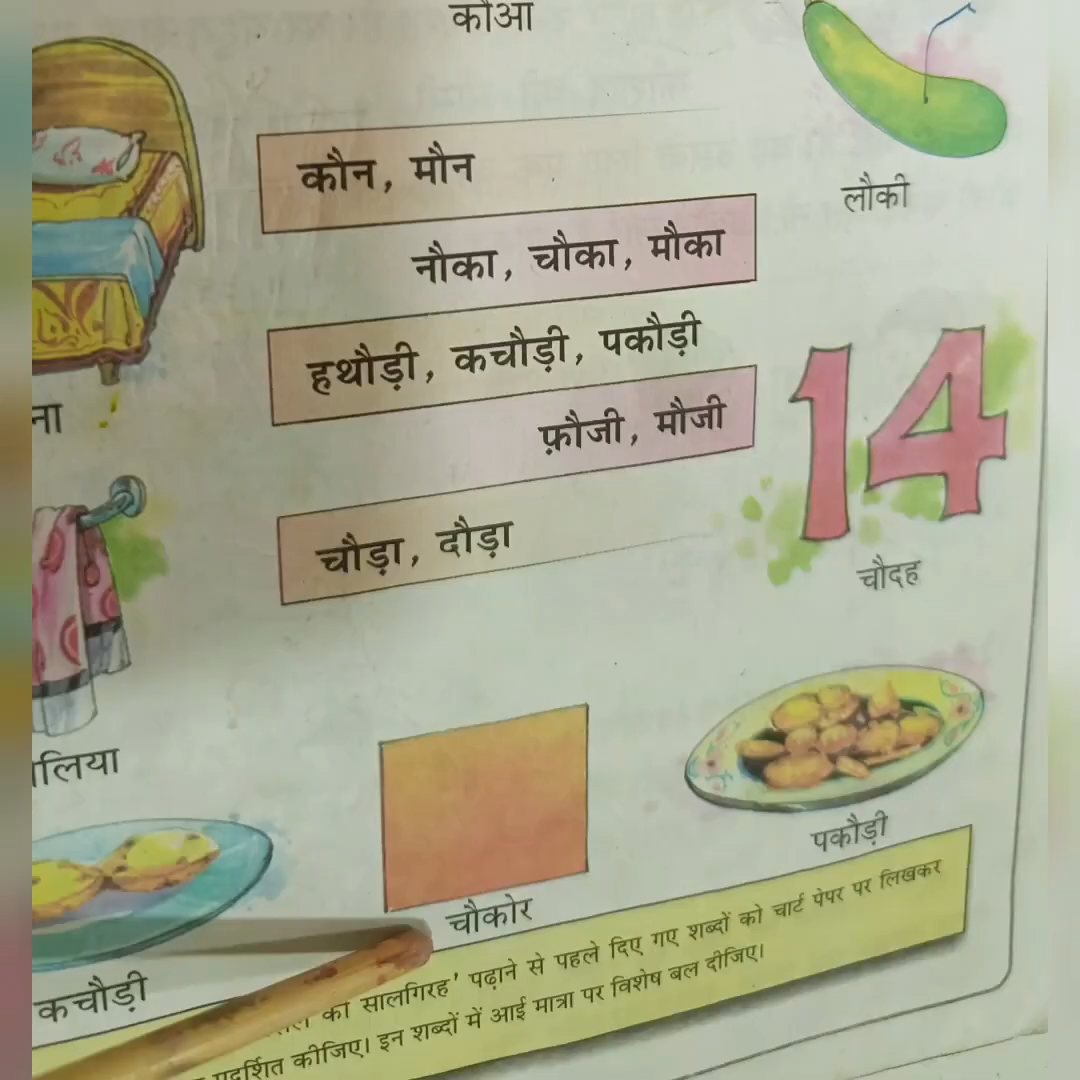 कौआ
कौन, मौन
लौकी
नौका, चौका, मौका
हथौड़ी, कचौड़ी, पकौड़ी
ना
फ़ौजी, मौजी
14
चौड़ा, दौड़ा
चौदह
लिया
पकौड़ी
चौकोर
कचौड़ी
सालगिरह' पढ़ाने से पहले दिए गए शब्दों को चार्ट पेपर पर लिखकर
प्रदर्शित कीजिए। इन शब्दों में आई मात्रा पर विशेष बल दीजिए।